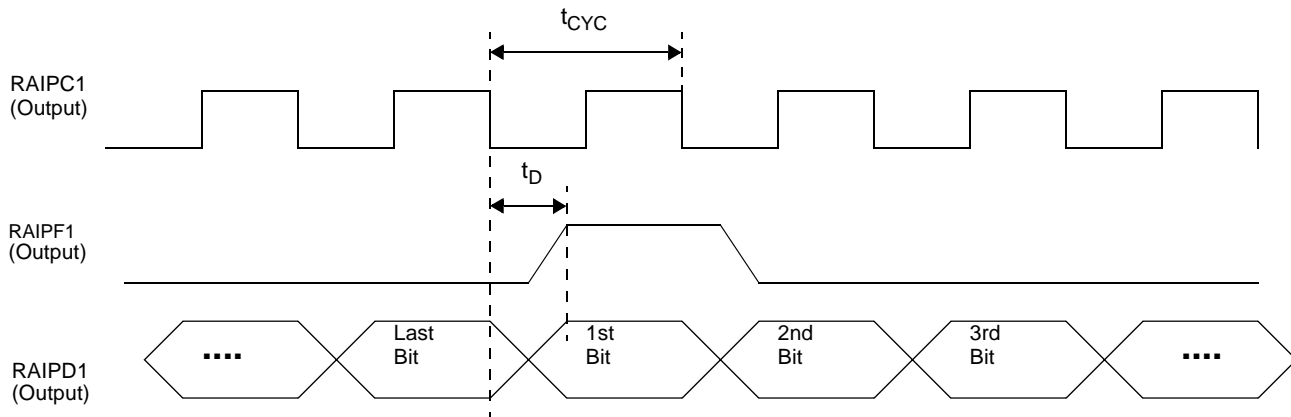 tCYC
RAIPC1
(Output)
tD
RAIPF1
(Output)
Last
Bit
1st
Bit
2nd
Bit
3rd
Bit
....
....
RAIPD1
(Output)